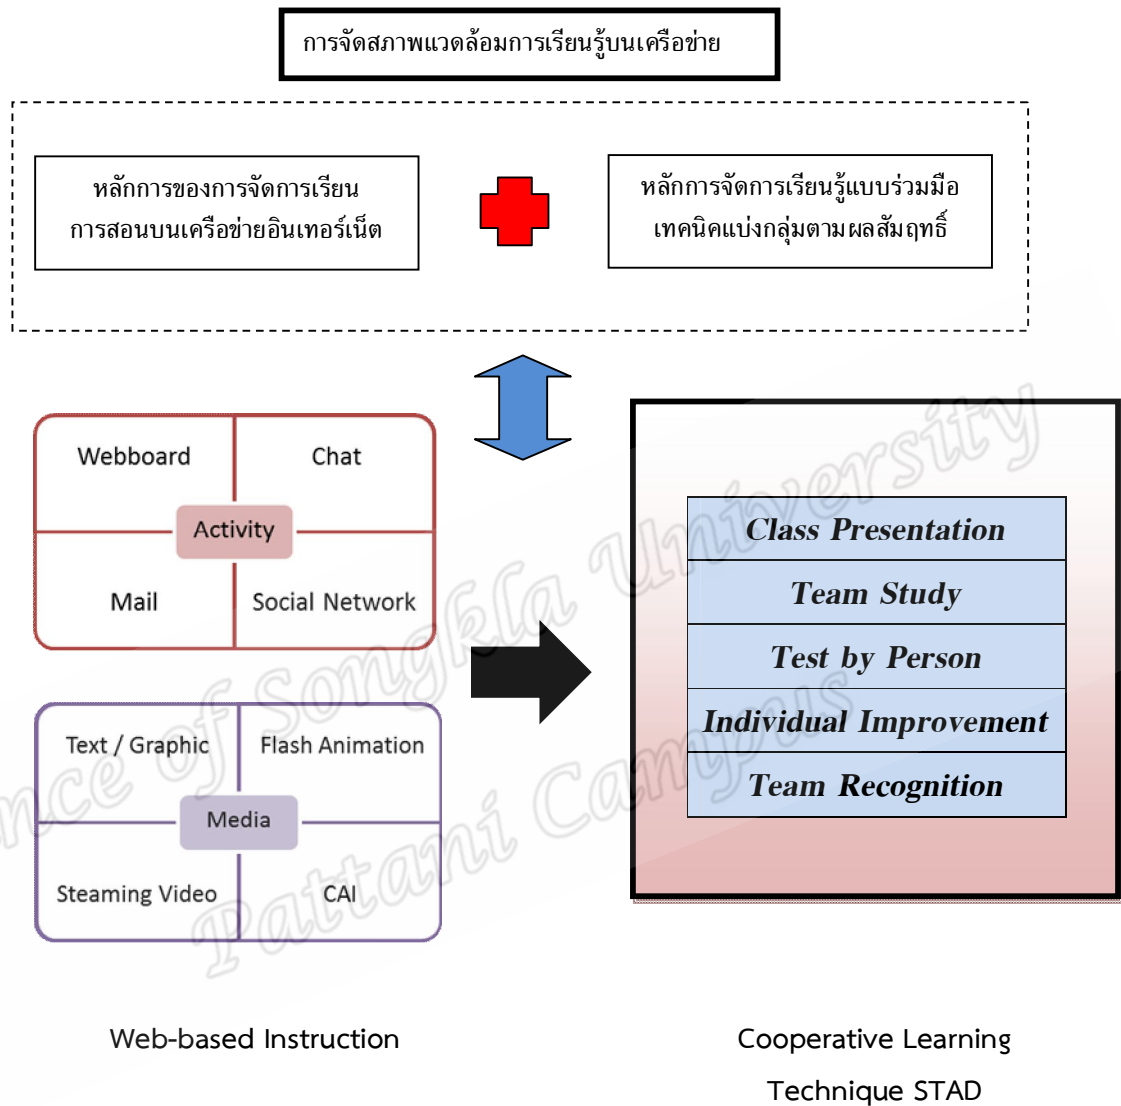 การจัดสภาพแวดล้อมการเรียนรู้บนเครือข่าย
หลักการของการจัดการเรียน
การสอนบนเครือข่ายอินเทอร์เน็ต
หลักการจัดการเรียนรู้แบบร่วมมือ
เทคนิคแบ่งกลุ่มตามผลสัมฤทธิ์
Webboard
Chat
Activity
Mail
Social Network
Text / Graphic
Flash Animation
Media
Steaming Video
CAI
Class Presentation
Team Study
Test by Person
Individual Improvement
Team Recognition
Web-based Instruction
Cooperative Learning
Technique STAD
nce of Songkla University
Pattani Campus